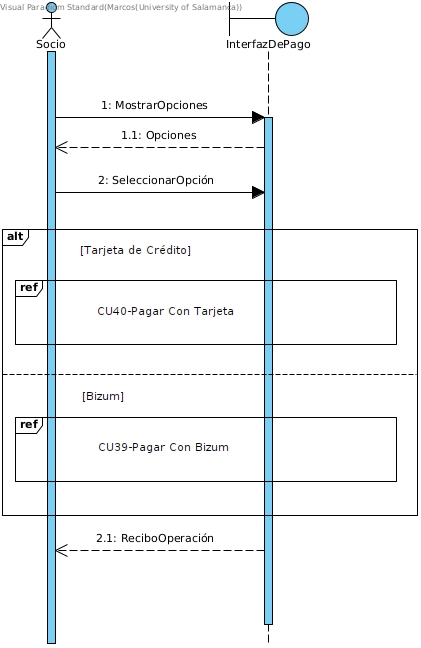 Visual Paradigm Standard(Marcos(University of Salamanca))
Socio
InterfazDePago
1: MostrarOpciones
1.1: Opciones
2: SeleccionarOpción
alt
[Tarjeta de Crédito]
ref
CU40-Pagar Con Tarjeta
[Bizum]
ref
CU39-Pagar Con Bizum
2.1: ReciboOperación